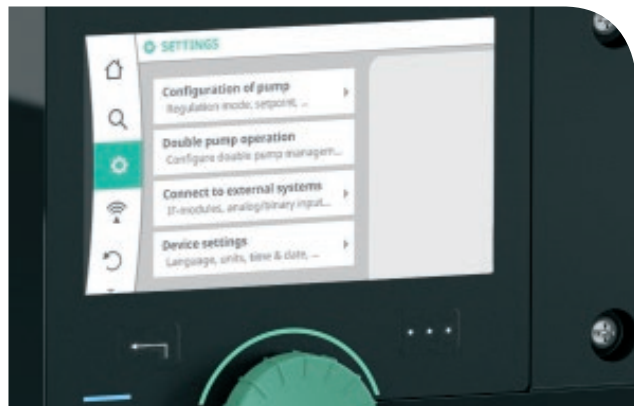 SETTINGS
Configuration of pump
Regulation mode, setpoint, ...
Double pump operation
Configure double pump managem...
Connect to external systems
IF-modules, analog/binary input...
Device settings
Language, units, time & date, ...